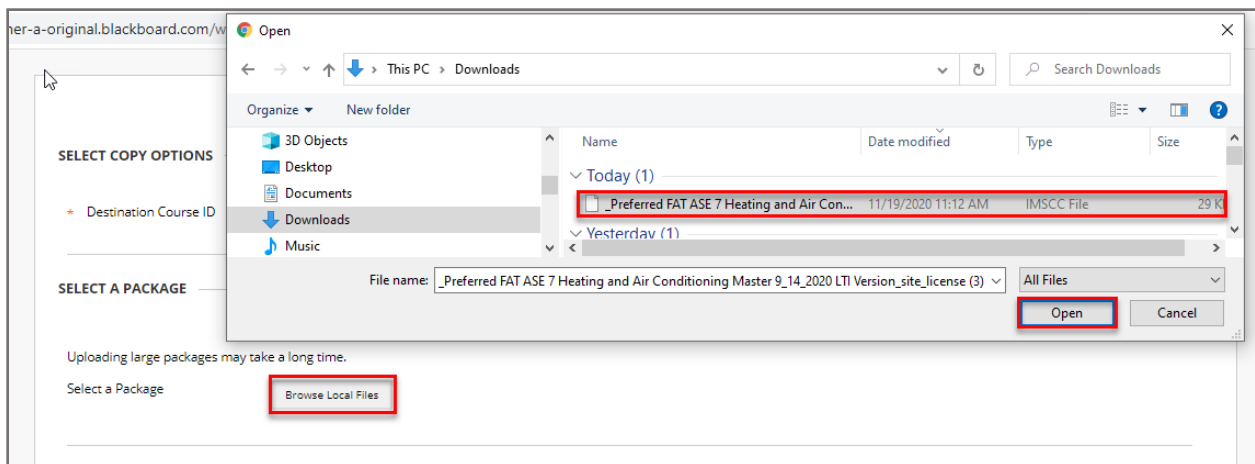 ner-a-original.blackboard.com/w
Open
This PC > Downloads
Search Downloads
Organize
New folder
3D Objects
Desktop
Documents
Downloads
Music
Name Date modified Type Size
Today (1)
_Preferred FAT ASE 7 Heating and Air Con... 11/19/2020 11:12 AM IMSCC File 29 K
Yesterday (1)
File name: _Preferred FAT ASE 7 Heating and Air Conditioning Master 9_14_2020 LTI Version_site_license (3) All Files
Open Cancel
SELECT COPY OPTIONS
* Destination Course ID
SELECT A PACKAGE
Uploading large packages may take a long time.
Select a Package Browse Local Files